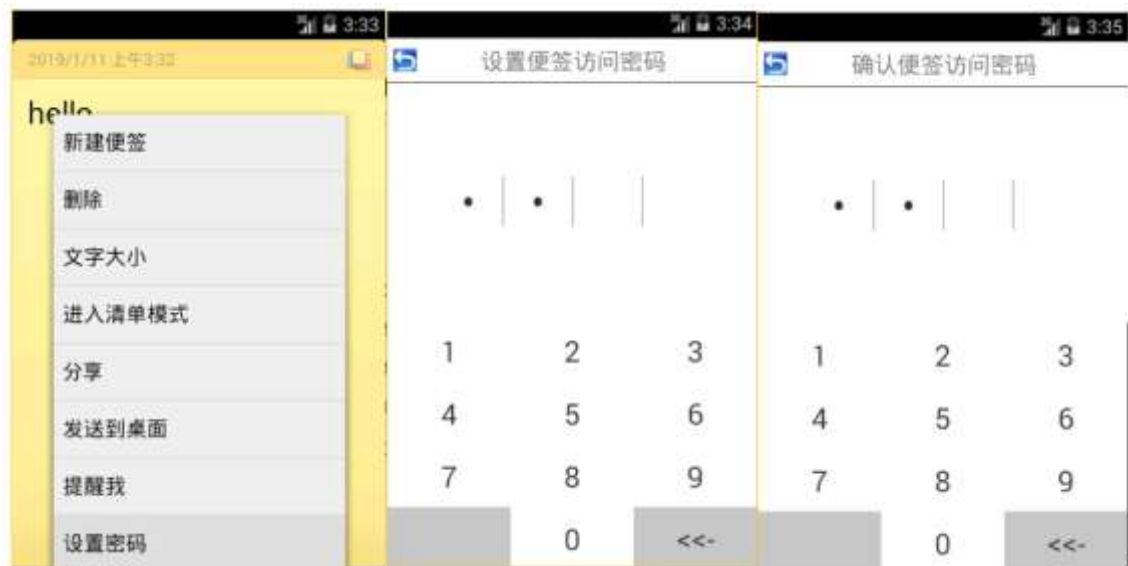 3:33
2019/1/11 上午3:32
hello
新建便签
删除
文字大小
进入清单模式
分享
发送到桌面
提醒我
设置密码
3:34
设置便签访问密码
1 2 3
4 5 6
7 8 9
0 <<-
3:35
确认便签访问密码
1 2 3
4 5 6
7 8 9
0 <<-